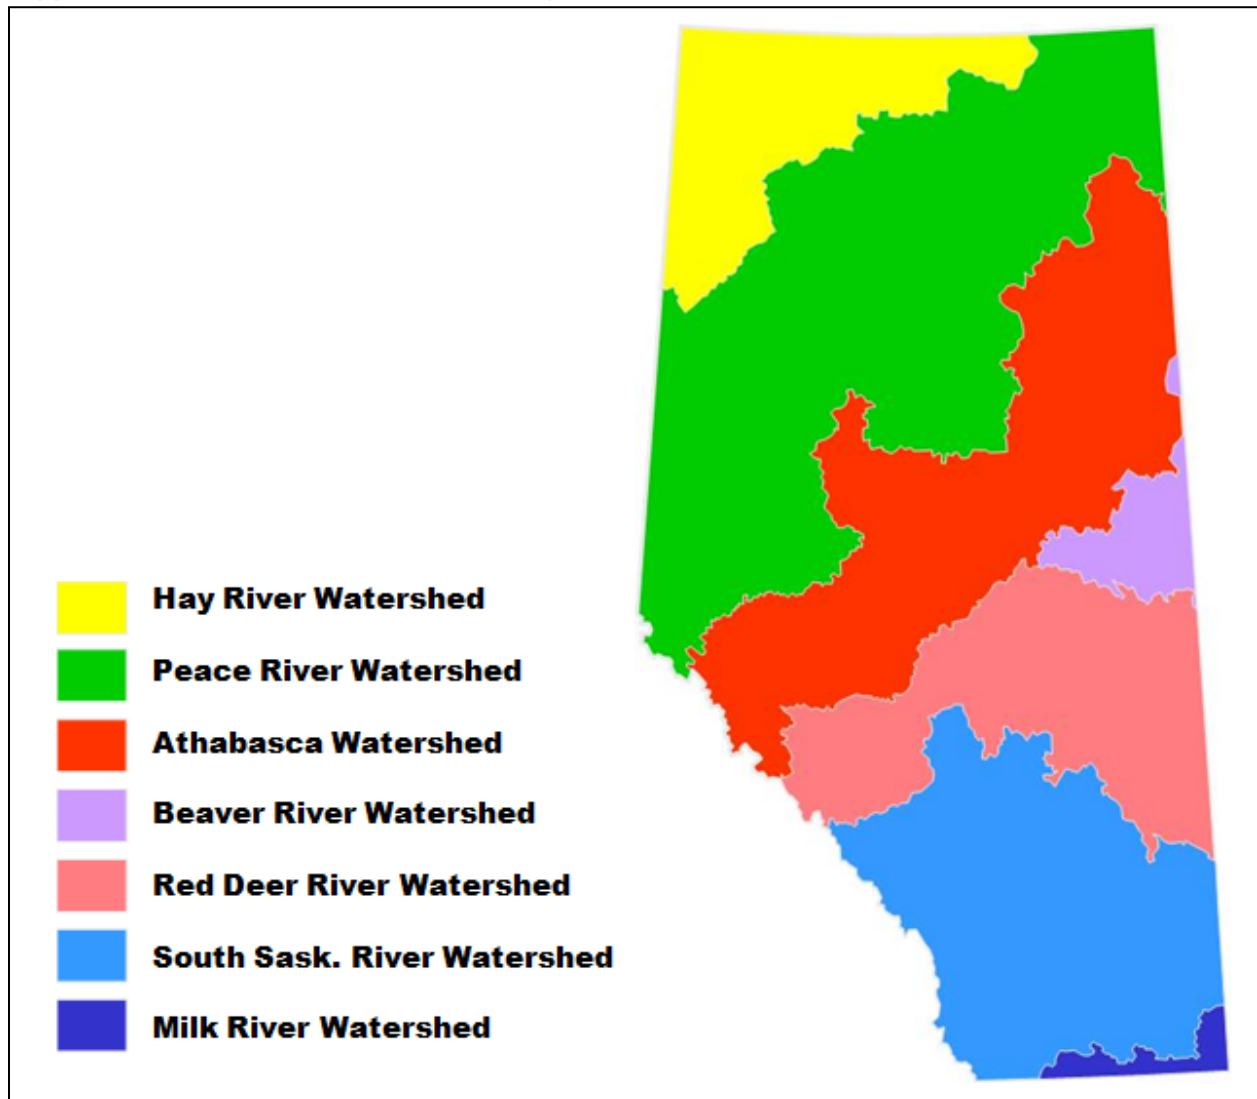 Hay River Watershed
Peace River Watershed
Athabasca Watershed
Beaver River Watershed
Red Deer River Watershed
South Sask. River Watershed
Milk River Watershed